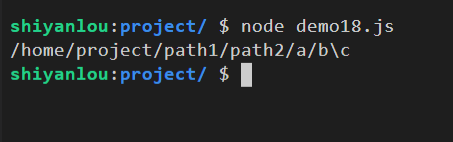 shiyanlou:project/ $ node demo18.js
/home/project/path1/path2/a/b\c
shiyanlou:project/ $